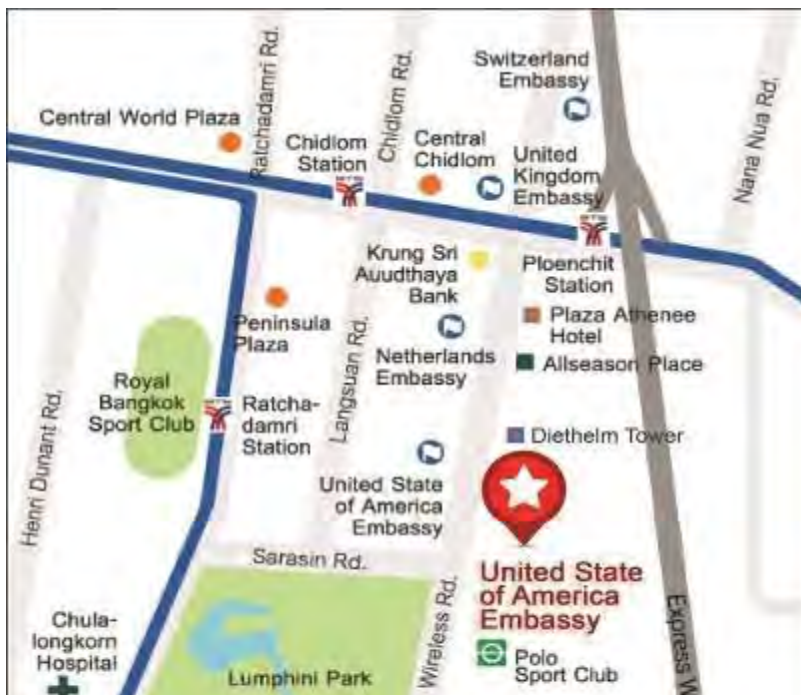 Ratchadamri Rd.
Chidlom Rd.
Switzerland
Embassy
Nana Nua Rd.
Central World Plaza
Chidlom
Station
Central
Chidlom
United
Kingdom
Embassy
Krung Sri
Auudthaya
Bank
Ploenchit
Station
Peninsula
Plaza
Plaza Athenee
Hotel
Netherlands
Embassy
Allseason Place
Langsuan Rd.
Royal
Bangkok
Sport Club
Ratcha-
damri
Station
Henri Dunant Rd.
Diethelm Tower
United State
of America
Embassy
Sarasin Rd.
United State
of America
Embassy
Wireless Rd.
Express W
Chula-
longkorn
Hospital
Lumphini Park
Polo
Sport Club